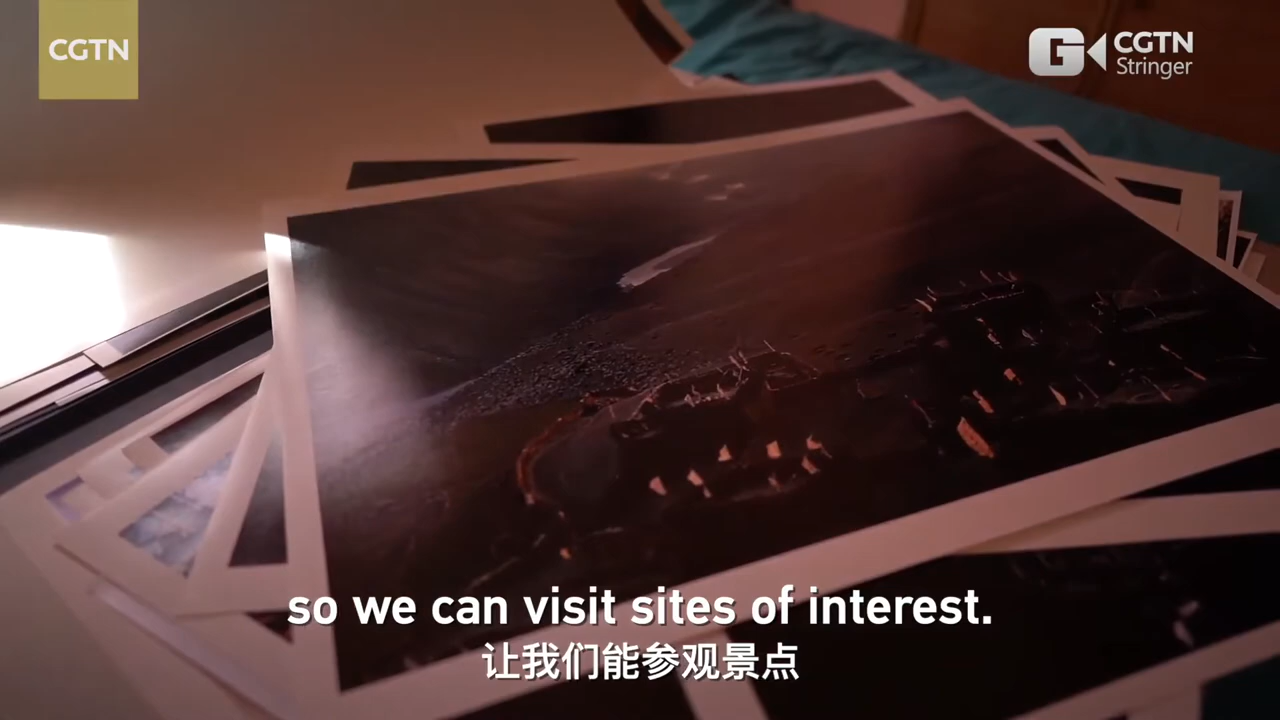 CGTN
G CGTN
Stringer
so we can visit sites of interest.
让我们能参观景点